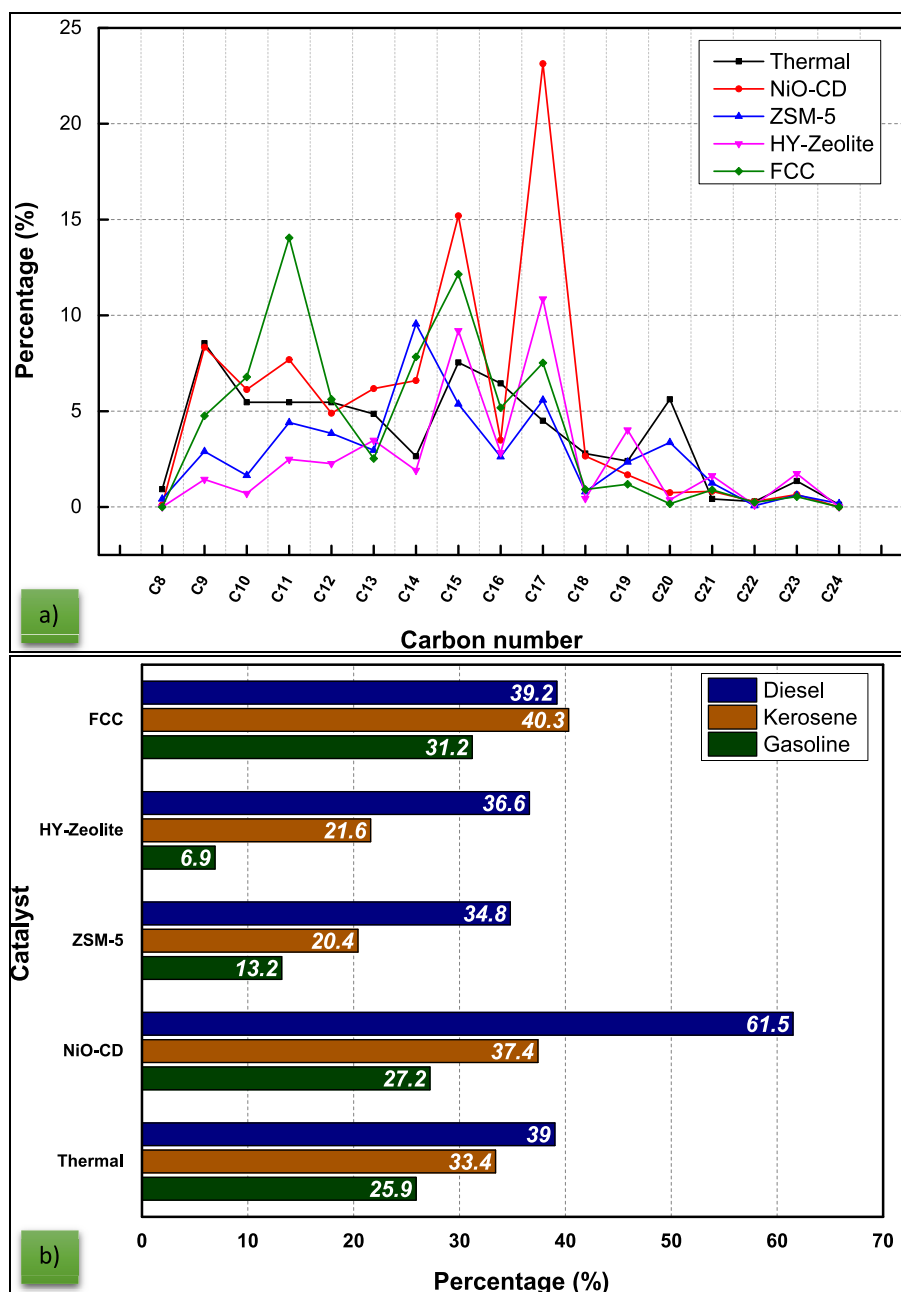 25
20
15
10
5
0
Percentage (%)
Thermal
NiO-CD
ZSM-5
HY-Zeolite
FCC
C8
C9
C10
C11
C12
C13
C14
C15
C16
C17
C18
C19
C20
C21
C22
C23
C24
Carbon number
a)
Diesel
Kerosene
Gasoline
Catalyst
FCC
39.2
40.3
31.2
HY-Zeolite
36.6
21.6
6.9
ZSM-5
34.8
20.4
13.2
NiO-CD
61.5
37.4
27.2
Thermal
39
33.4
25.9
0 10 20 30 40 50 60 70
Percentage (%)
b)